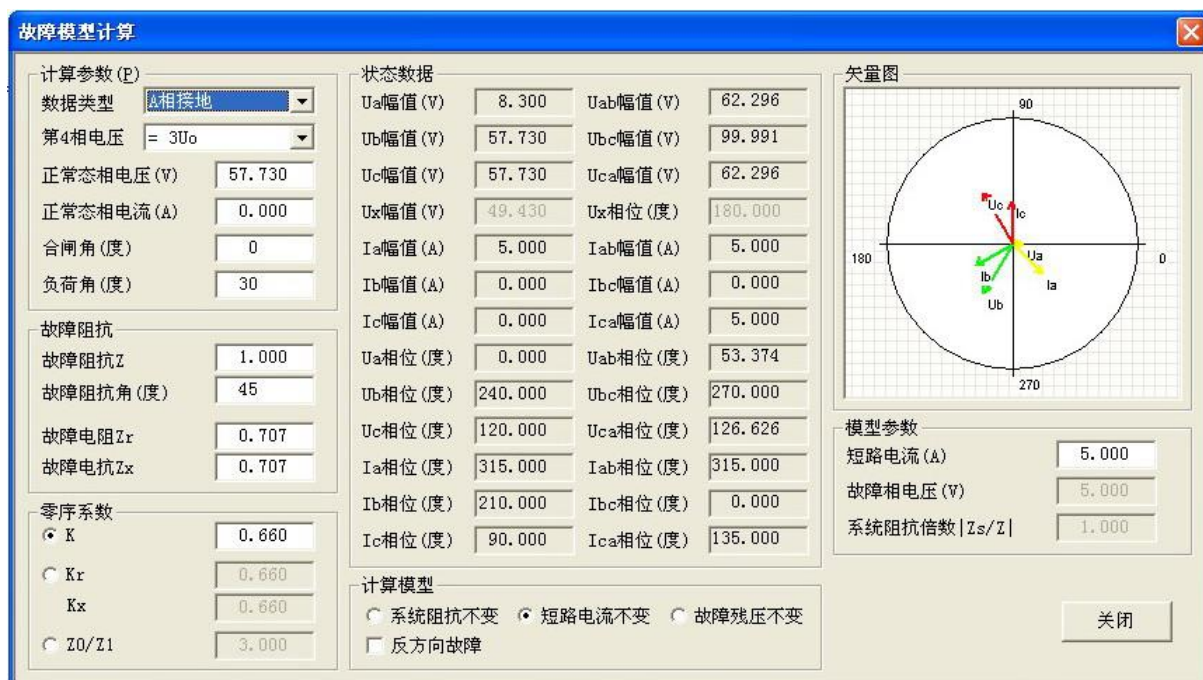 故障模型计算
计算参数(P)
数据类型 A相接地
第4相电压 = 3Uo
正常态相电压(V) 57.730
正常态相电流(A) 0.000
合闸角(度) 0
负荷角(度) 30
故障阻抗
故障阻抗Z 1.000
故障阻抗角(度) 45
故障电阻Zr 0.707
故障电抗Zx 0.707
零序系数
K 0.660
Kr 0.660
Kx 0.660
Z0/Z1 3.000
状态数据
Ua幅值(V) 8.300 Uab幅值(V) 62.296
Ub幅值(V) 57.730 Ubc幅值(V) 99.991
Uc幅值(V) 57.730 Uca幅值(V) 62.296
Ux幅值(V) 49.430 Ux相位(度) 180.000
Ia幅值(A) 5.000 Iab幅值(A) 5.000
Ib幅值(A) 0.000 Ibc幅值(A) 0.000
Ic幅值(A) 0.000 Ica幅值(A) 5.000
Ua相位(度) 0.000 Uab相位(度) 53.374
Ub相位(度) 240.000 Ubc相位(度) 270.000
Uc相位(度) 120.000 Uca相位(度) 126.626
Ia相位(度) 315.000 Iab相位(度) 315.000
Ib相位(度) 210.000 Ibc相位(度) 0.000
Ic相位(度) 90.000 Ica相位(度) 135.000
计算模型
系统阻抗不变 短路电流不变 故障残压不变
反方向故障
矢量图
90
Uc Ic
180 Ua 0
Ib Ia
Ub
270
模型参数
短路电流(A) 5.000
故障相电压(V) 5.000
系统阻抗倍数|Zs/Z| 1.000
关闭